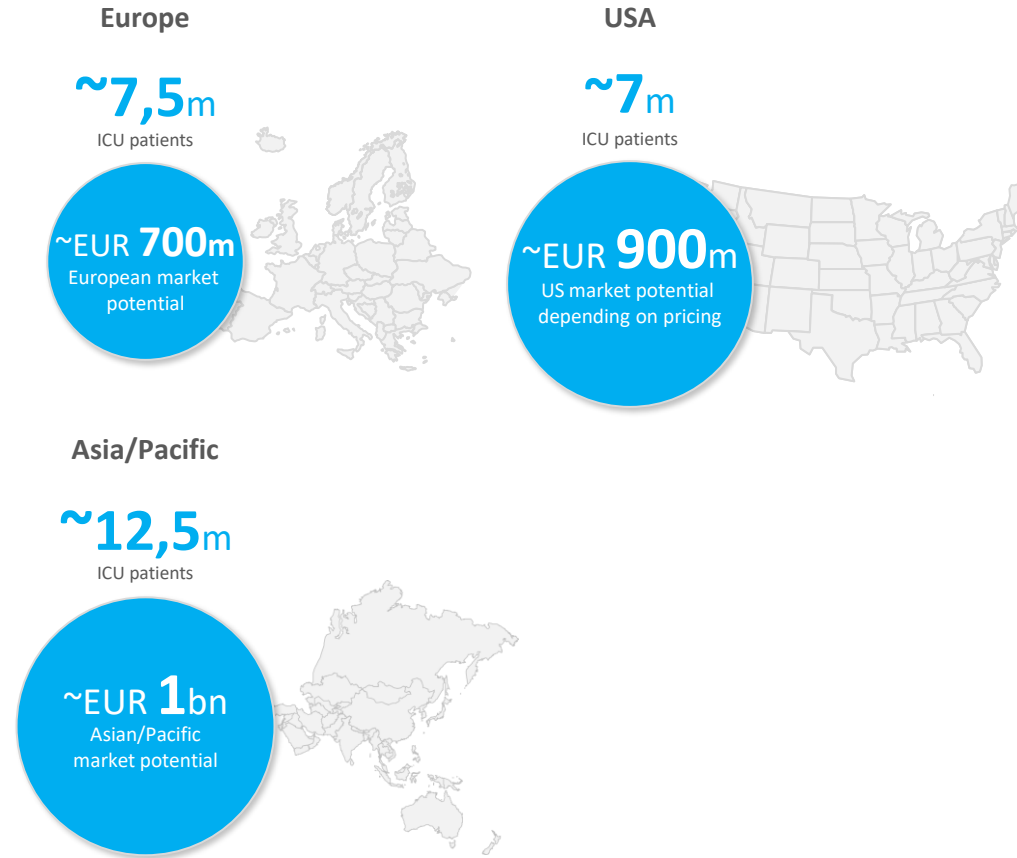 Europe
~7,5m
ICU patients
~EUR 700m
European market
potential
USA
~7m
ICU patients
~EUR 900m
US market potential
depending on pricing
Asia/Pacific
~12,5m
ICU patients
~EUR 1bn
Asian/Pacific
market potential